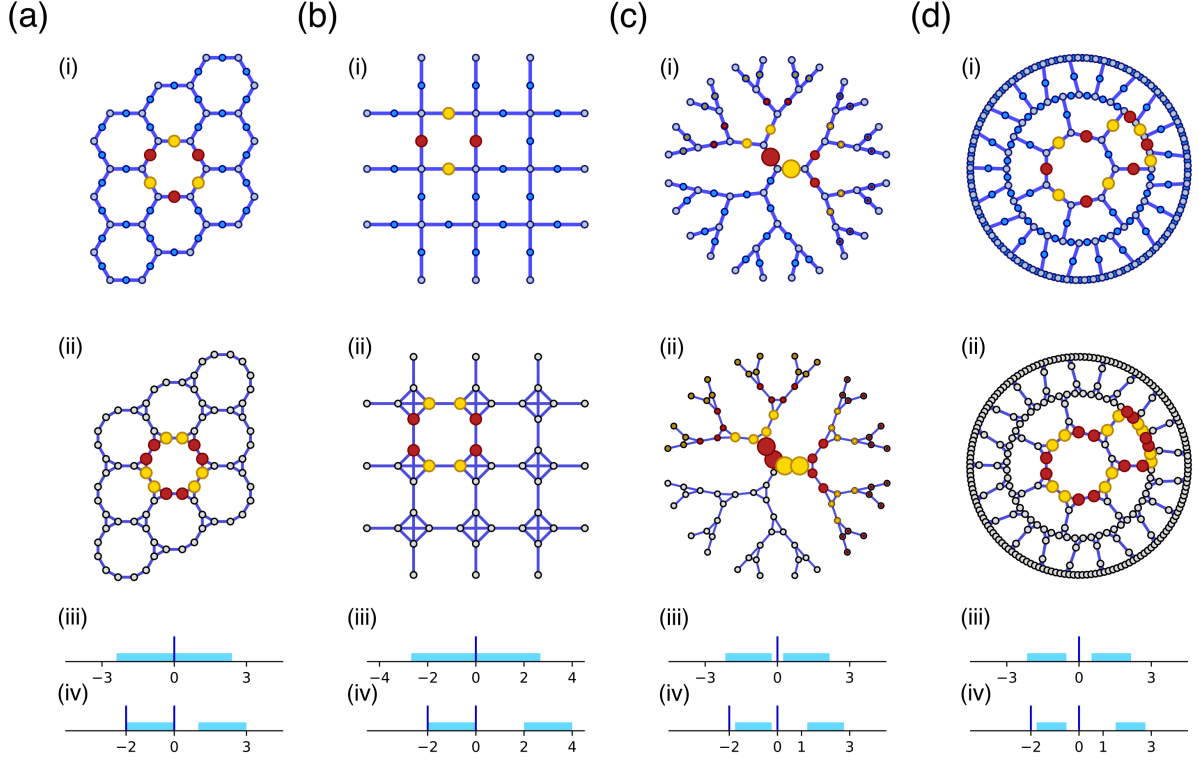 (a) (b) (c) (d)
(i) (i) (i) (i)
(ii) (ii) (ii) (ii)
(iii) (iii) (iii) (iii)
−3 0 3 −4 −2 0 2 4 −3 0 3 −3 0 3
(iv) (iv) (iv) (iv)
−2 0 3 −2 0 2 4 −2 0 1 3 −2 0 1 3